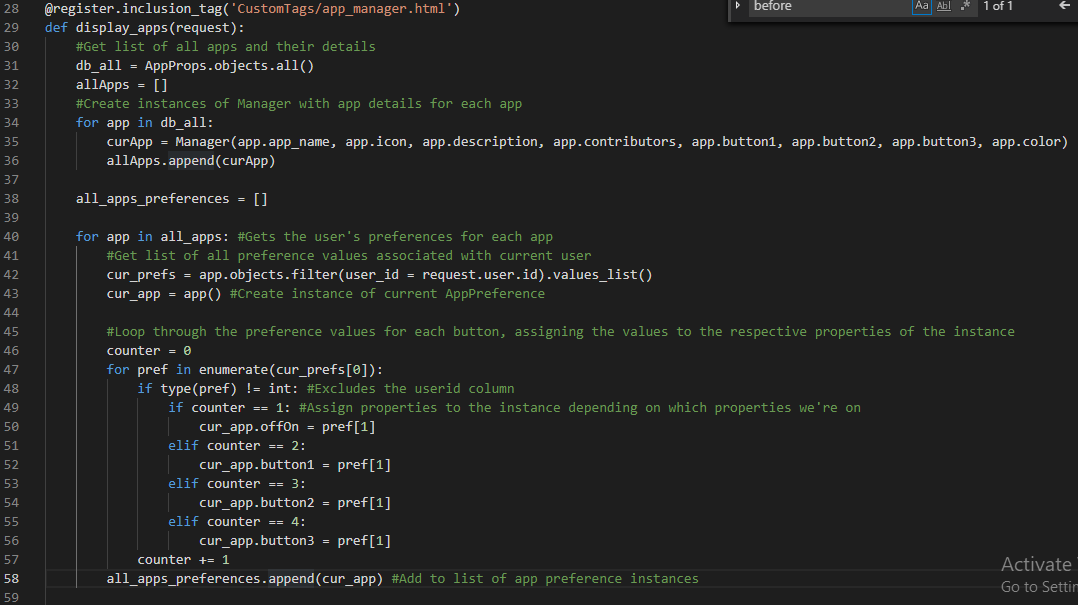 before Aa Abl .* 1 of 1
28 @register.inclusion_tag('CustomTags/app_manager.html')
29 def display_apps(request):
30 #Get list of all apps and their details
31 db_all = AppProps.objects.all()
32 allApps = []
33 #Create instances of Manager with app details for each app
34 for app in db_all:
35 curApp = Manager(app.app_name, app.icon, app.description, app.contributors, app.button1, app.button2, app.button3, app.color)
36 allApps.append(curApp)
37
38 all_apps_preferences = []
39
40 for app in all_apps: #Gets the user's preferences for each app
41 #Get list of all preference values associated with current user
42 cur_prefs = app.objects.filter(user_id = request.user.id).values_list()
43 cur_app = app() #Create instance of current AppPreference
44
45 #Loop through the preference values for each button, assigning the values to the respective properties of the instance
46 counter = 0
47 for pref in enumerate(cur_prefs[0]):
48 if type(pref) != int: #Excludes the userid column
49 if counter == 1: #Assign properties to the instance depending on which properties we're on
50 cur_app.offOn = pref[1]
51 elif counter == 2:
52 cur_app.button1 = pref[1]
53 elif counter == 3:
54 cur_app.button2 = pref[1]
55 elif counter == 4:
56 cur_app.button3 = pref[1]
57 counter += 1
58 all_apps_preferences.append(cur_app) #Add to list of app preference instances
59
Activate
Go to Settin